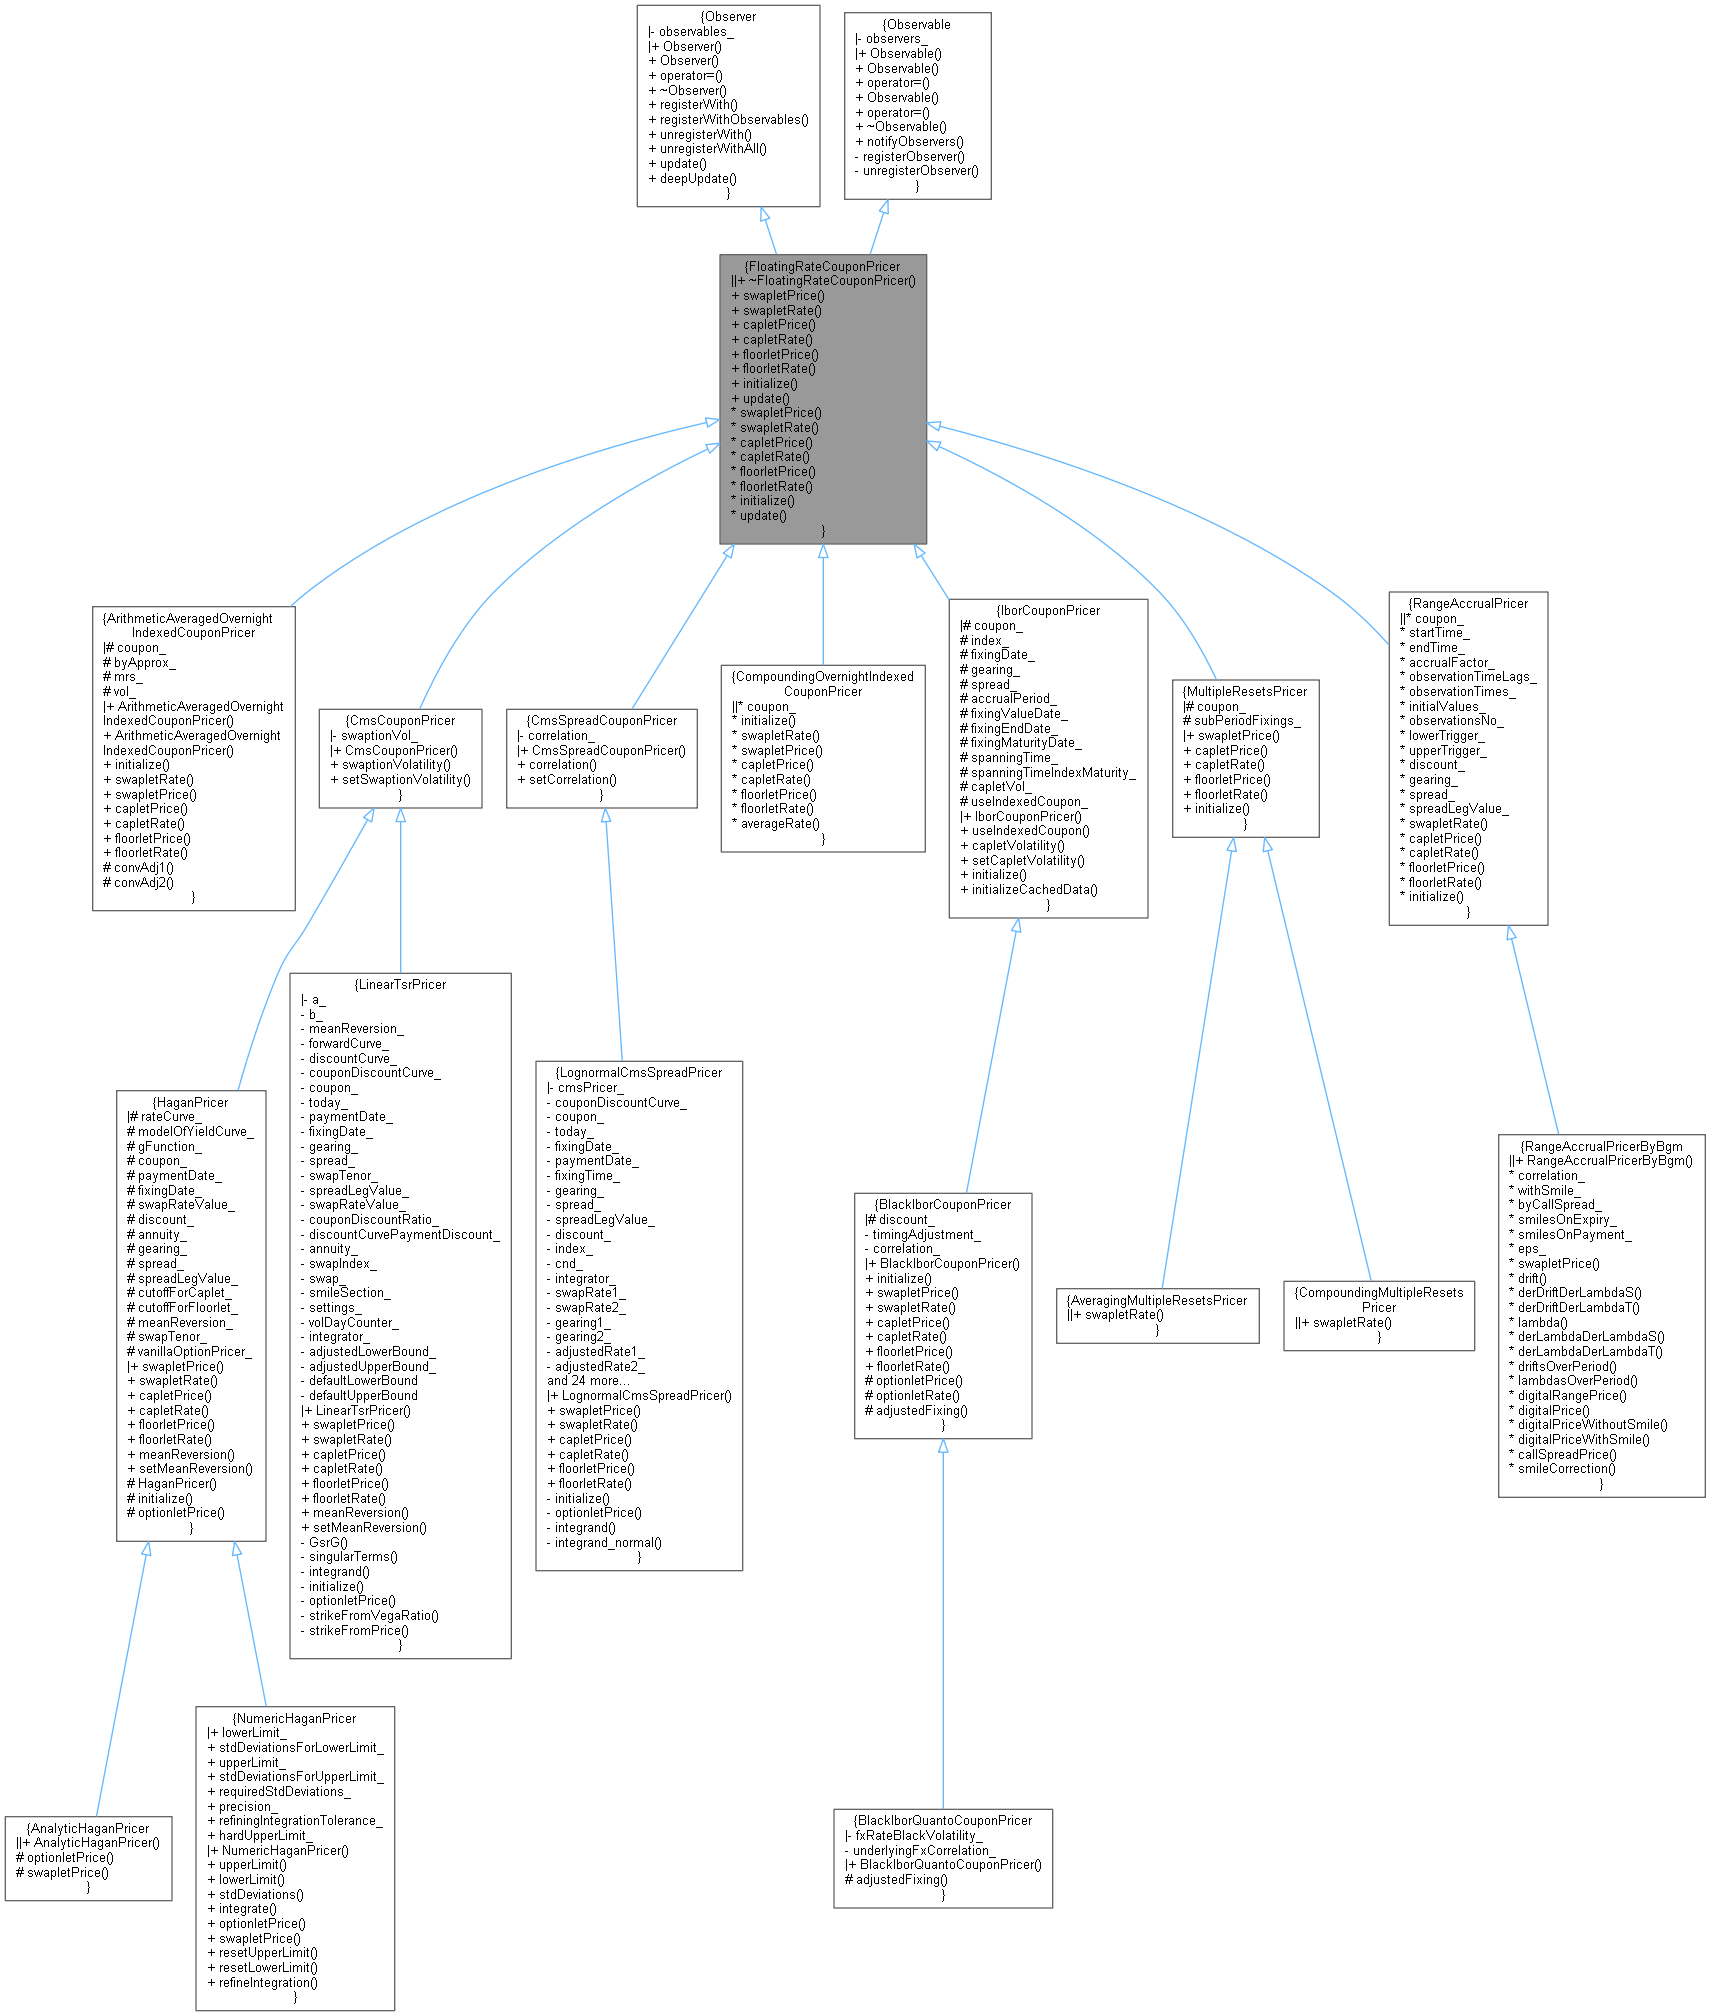 {Observer
|- observables_
|+ Observer()
+ Observer()
+ operator=()
+ ~Observer()
+ registerWith()
+ registerWithObservables()
+ unregisterWith()
+ unregisterWithAll()
+ update()
+ deepUpdate()
}
{Observable
|- observers_
|+ Observable()
+ Observable()
+ operator=()
+ Observable()
+ operator=()
+ ~Observable()
+ notifyObservers()
- registerObserver()
- unregisterObserver()
}
{FloatingRateCouponPricer
||+ ~FloatingRateCouponPricer()
+ swapletPrice()
+ swapletRate()
+ capletPrice()
+ capletRate()
+ floorletPrice()
+ floorletRate()
+ initialize()
+ update()
* swapletPrice()
* swapletRate()
* capletPrice()
* capletRate()
* floorletPrice()
* floorletRate()
* initialize()
* update()
}
{ArithmeticAveragedOvernight
IndexedCouponPricer
|# coupon_
# byApprox_
# mrs_
# vol_
|+ ArithmeticAveragedOvernight
IndexedCouponPricer()
+ ArithmeticAveragedOvernight
IndexedCouponPricer()
+ initialize()
+ swapletRate()
+ swapletPrice()
+ capletPrice()
+ capletRate()
+ floorletPrice()
+ floorletRate()
# convAdj1()
# convAdj2()
}
{CmsCouponPricer
|- swaptionVol_
|+ CmsCouponPricer()
+ swaptionVolatility()
+ setSwaptionVolatility()
}
{CmsSpreadCouponPricer
|- correlation_
|+ CmsSpreadCouponPricer()
+ correlation()
+ setCorrelation()
}
{CompoundingOvernightIndexed
CouponPricer
||* coupon_
* initialize()
* swapletRate()
* swapletPrice()
* capletPrice()
* capletRate()
* floorletPrice()
* floorletRate()
* averageRate()
}
{IborCouponPricer
|# coupon_
# index_
# fixingDate_
# gearing_
# spread_
# accrualPeriod_
# fixingValueDate_
# fixingEndDate_
# fixingMaturityDate_
# spanningTime_
# spanningTimeIndexMaturity_
# capletVol_
# useIndexedCoupon_
|+ IborCouponPricer()
+ useIndexedCoupon()
+ capletVolatility()
+ setCapletVolatility()
+ initialize()
+ initializeCachedData()
}
{MultipleResetsPricer
|# coupon_
# subPeriodFixings_
|+ swapletPrice()
+ capletPrice()
+ capletRate()
+ floorletPrice()
+ floorletRate()
+ initialize()
}
{RangeAccrualPricer
||* coupon_
* startTime_
* endTime_
* accrualFactor_
* observationTimeLags_
* observationTimes_
* initialValues_
* observationsNo_
* lowerTrigger_
* upperTrigger_
* discount_
* gearing_
* spread_
* spreadLegValue_
* swapletRate()
* capletPrice()
* capletRate()
* floorletPrice()
* floorletRate()
* initialize()
}
{HaganPricer
|# rateCurve_
# modelOfYieldCurve_
# gFunction_
# coupon_
# paymentDate_
# fixingDate_
# swapRateValue_
# discount_
# annuity_
# gearing_
# spread_
# spreadLegValue_
# cutoffForCaplet_
# cutoffForFloorlet_
# meanReversion_
# swapTenor_
# vanillaOptionPricer_
|+ swapletPrice()
+ swapletRate()
+ capletPrice()
+ capletRate()
+ floorletPrice()
+ floorletRate()
+ meanReversion()
+ setMeanReversion()
# HaganPricer()
# initialize()
# optionletPrice()
}
{LinearTsrPricer
|- a_
- b_
- meanReversion_
- forwardCurve_
- discountCurve_
- couponDiscountCurve_
- coupon_
- today_
- paymentDate_
- fixingDate_
- gearing_
- spread_
- swapTenor_
- spreadLegValue_
- swapRateValue_
- couponDiscountRatio_
- discountCurvePaymentDiscount_
- annuity_
- swapIndex_
- swap_
- smileSection_
- settings_
- volDayCounter_
- integrator_
- adjustedLowerBound_
- adjustedUpperBound_
- defaultLowerBound
- defaultUpperBound
|+ LinearTsrPricer()
+ swapletPrice()
+ swapletRate()
+ capletPrice()
+ capletRate()
+ floorletPrice()
+ floorletRate()
+ meanReversion()
+ setMeanReversion()
- GsrG()
- singularTerms()
- integrand()
- initialize()
- optionletPrice()
- strikeFromVegaRatio()
- strikeFromPrice()
}
{LognormalCmsSpreadPricer
|- cmsPricer_
- couponDiscountCurve_
- coupon_
- today_
- fixingDate_
- paymentDate_
- fixingTime_
- gearing_
- spread_
- spreadLegValue_
- discount_
- index_
- cnd_
- integrator_
- swapRate1_
- swapRate2_
- gearing1_
- gearing2_
- adjustedRate1_
- adjustedRate2_
and 24 more...
|+ LognormalCmsSpreadPricer()
+ swapletPrice()
+ swapletRate()
+ capletPrice()
+ capletRate()
+ floorletPrice()
+ floorletRate()
- initialize()
- optionletPrice()
- integrand()
- integrand_normal()
}
{BlackIborCouponPricer
|# discount_
- timingAdjustment_
- correlation_
|+ BlackIborCouponPricer()
+ initialize()
+ swapletPrice()
+ swapletRate()
+ capletPrice()
+ capletRate()
+ floorletPrice()
+ floorletRate()
# optionletPrice()
# optionletRate()
# adjustedFixing()
}
{AveragingMultipleResetsPricer
||+ swapletRate()
}
{CompoundingMultipleResets
Pricer
||+ swapletRate()
}
{RangeAccrualPricerByBgm
||+ RangeAccrualPricerByBgm()
* correlation_
* withSmile_
* byCallSpread_
* smilesOnExpiry_
* smilesOnPayment_
* eps_
* swapletPrice()
* drift()
* derDriftDerLambdaS()
* derDriftDerLambdaT()
* lambda()
* derLambdaDerLambdaS()
* derLambdaDerLambdaT()
* driftsOverPeriod()
* lambdasOverPeriod()
* digitalRangePrice()
* digitalPrice()
* digitalPriceWithoutSmile()
* digitalPriceWithSmile()
* callSpreadPrice()
* smileCorrection()
}
{AnalyticHaganPricer
||+ AnalyticHaganPricer()
# optionletPrice()
# swapletPrice()
}
{NumericHaganPricer
|+ lowerLimit_
+ stdDeviationsForLowerLimit_
+ upperLimit_
+ stdDeviationsForUpperLimit_
+ requiredStdDeviations_
+ precision_
+ refiningIntegrationTolerance_
+ hardUpperLimit_
|+ NumericHaganPricer()
+ upperLimit()
+ lowerLimit()
+ stdDeviations()
+ integrate()
+ optionletPrice()
+ swapletPrice()
+ resetUpperLimit()
+ resetLowerLimit()
+ refineIntegration()
}
{BlackIborQuantoCouponPricer
|- fxRateBlackVolatility_
- underlyingFxCorrelation_
|+ BlackIborQuantoCouponPricer()
# adjustedFixing()
}